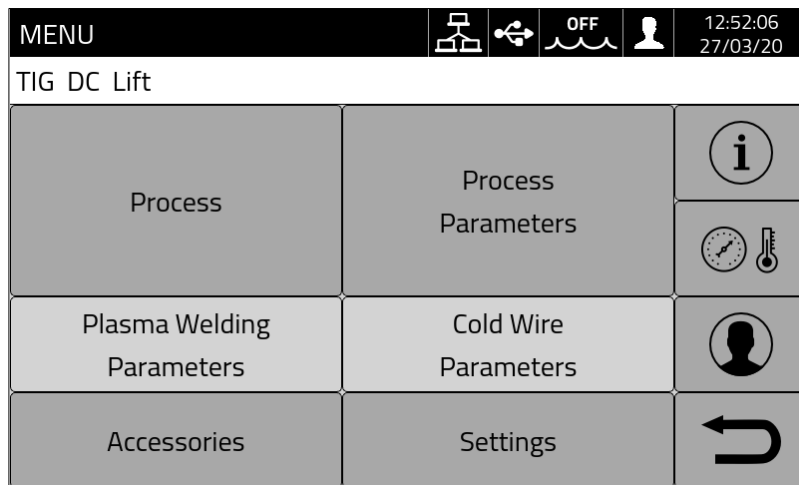 MENU
OFF
12:52:06
27/03/20
TIG DC Lift
Process
Process
Parameters
i
Plasma Welding
Parameters
Cold Wire
Parameters
Accessories
Settings